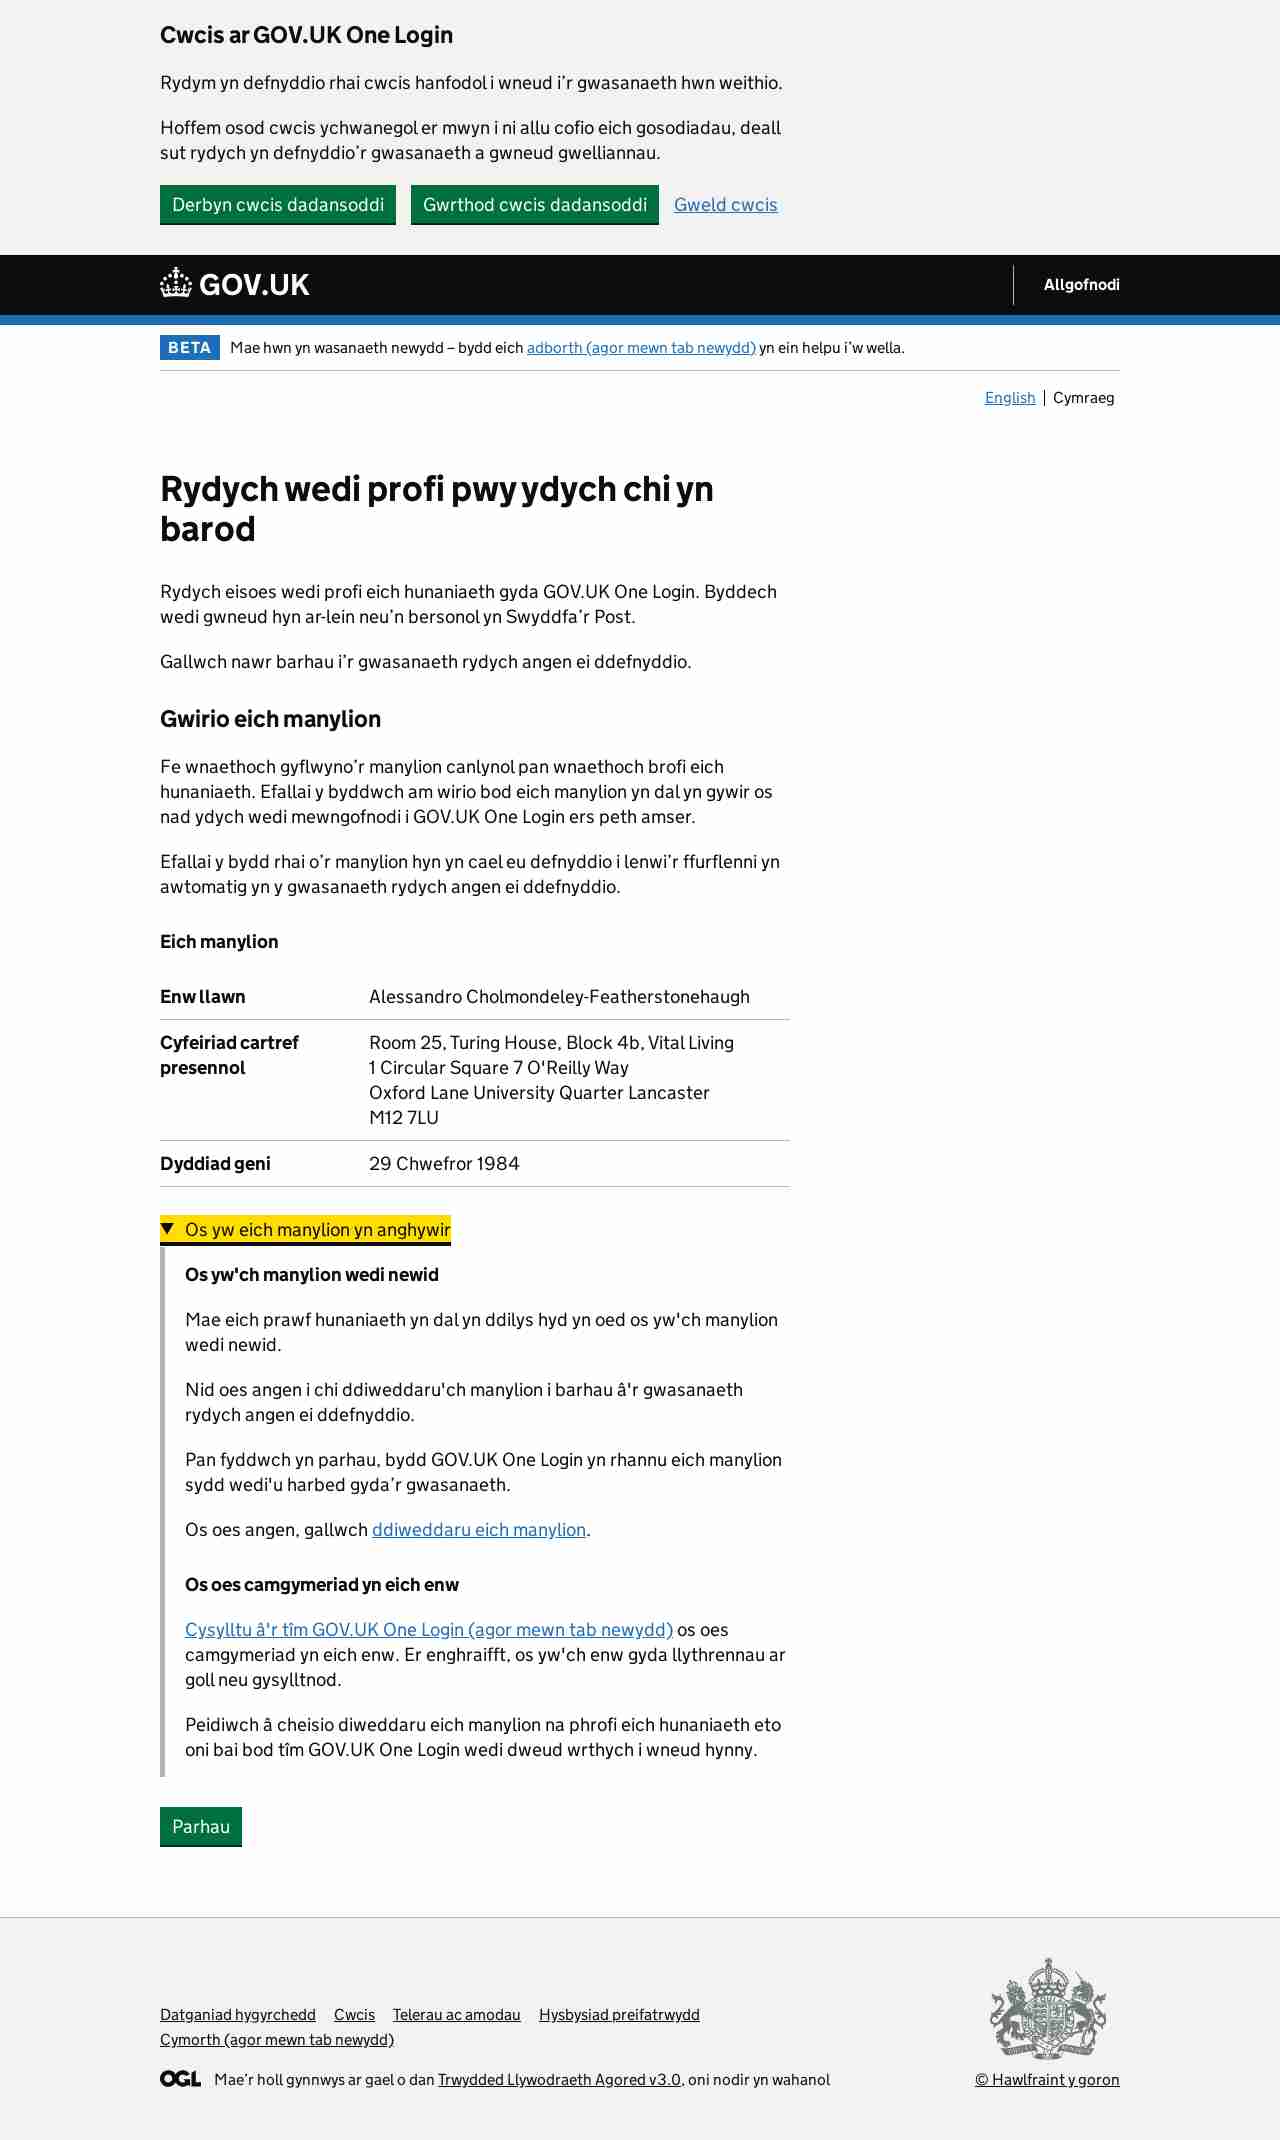 Cwcis ar GOV.UK One Login
Rydym yn defnyddio rhai cwcis hanfodol i wneud i’r gwasanaeth hwn weithio.
Hoffem osod cwcis ychwanegol er mwyn i ni allu cofio eich gosodiadau, deall
sut rydych yn defnyddio’r gwasanaeth a gwneud gwelliannau.
Derbyn cwcis dadansoddi Gwrthod cwcis dadansoddi Gweld cwcis
GOV.UK Allgofnodi
BETA Mae hwn yn wasanaeth newydd – bydd eich adborth (agor mewn tab newydd) yn ein helpu i’w wella.
English Cymraeg
Rydych wedi profi pwy ydych chi yn
barod
Rydych eisoes wedi profi eich hunaniaeth gyda GOV.UK One Login. Byddech
wedi gwneud hyn ar-lein neu’n bersonol yn Swyddfa’r Post.
Gallwch nawr barhau i’r gwasanaeth rydych angen ei ddefnyddio.
Gwirio eich manylion
Fe wnaethoch gyflwyno’r manylion canlynol pan wnaethoch brofi eich
hunaniaeth. Efallai y byddwch am wirio bod eich manylion yn dal yn gywir os
nad ydych wedi mewngofnodi i GOV.UK One Login ers peth amser.
Efallai y bydd rhai o’r manylion hyn yn cael eu defnyddio i lenwi’r ffurflenni yn
awtomatig yn y gwasanaeth rydych angen ei ddefnyddio.
Eich manylion
Enw llawn Alessandro Cholmondeley-Featherstonehaugh
Cyfeiriad cartref Room 25, Turing House, Block 4b, Vital Living
presennol 1 Circular Square 7 O'Reilly Way
Oxford Lane University Quarter Lancaster
M12 7LU
Dyddiad geni 29 Chwefror 1984
Os yw eich manylion yn anghywir
Os yw'ch manylion wedi newid
Mae eich prawf hunaniaeth yn dal yn ddilys hyd yn oed os yw'ch manylion
wedi newid.
Nid oes angen i chi ddiweddaru'ch manylion i barhau â'r gwasanaeth
rydych angen ei ddefnyddio.
Pan fyddwch yn parhau, bydd GOV.UK One Login yn rhannu eich manylion
sydd wedi'u harbed gyda’r gwasanaeth.
Os oes angen, gallwch ddiweddaru eich manylion.
Os oes camgymeriad yn eich enw
Cysylltu â'r tîm GOV.UK One Login (agor mewn tab newydd) os oes
camgymeriad yn eich enw. Er enghraifft, os yw'ch enw gyda llythrennau ar
goll neu gysylltnod.
Peidiwch â cheisio diweddaru eich manylion na phrofi eich hunaniaeth eto
oni bai bod tîm GOV.UK One Login wedi dweud wrthych i wneud hynny.
Parhau
Datganiad hygyrchedd Cwcis Telerau ac amodau Hysbysiad preifatrwydd
Cymorth (agor mewn tab newydd)
OGL Mae’r holl gynnwys ar gael o dan Trwydded Llywodraeth Agored v3.0, oni nodir yn wahanol
© Hawlfraint y goron